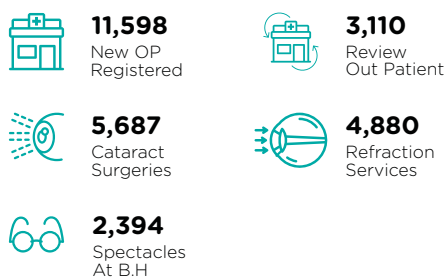 11,598
New OP
Registered
3,110
Review
Out Patient
5,687
Cataract
Surgeries
4,880
Refraction
Services
2,394
Spectacles
At B.H